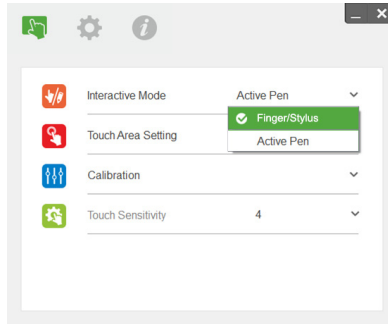 Interactive Mode Active Pen
Finger/Stylus
Touch Area Setting
Active Pen
Calibration
Touch Sensitivity 4